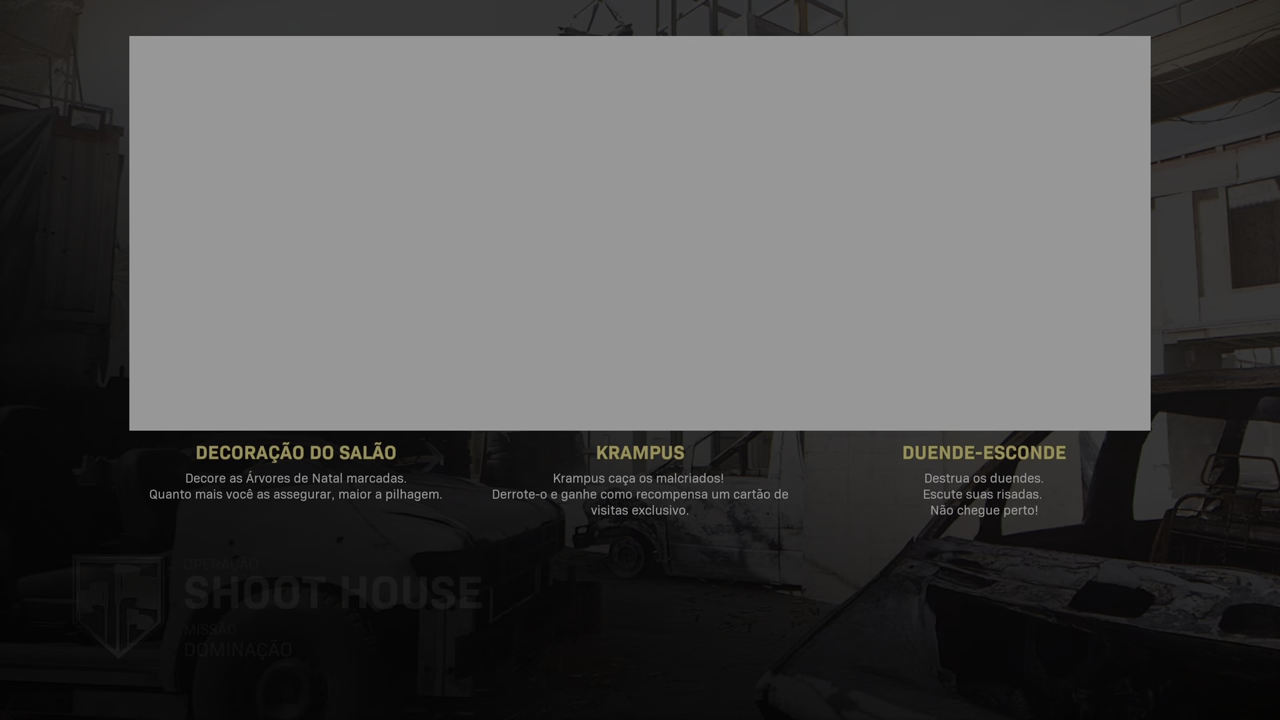 DECORAÇÃO DO SALÃO
Decore as Árvores de Natal marcadas.
Quanto mais você as assegurar, maior a pilhagem.
KRAMPUS
Krampus caça os malcriados!
Derrote-o e ganhe como recompensa um cartão de
visitas exclusivo.
DUENDE-ESCONDE
Destrua os duendes.
Escute suas risadas.
Não chegue perto!
OPERAÇÃO
SHOOT HOUSE
MISSÃO
DOMINAÇÃO